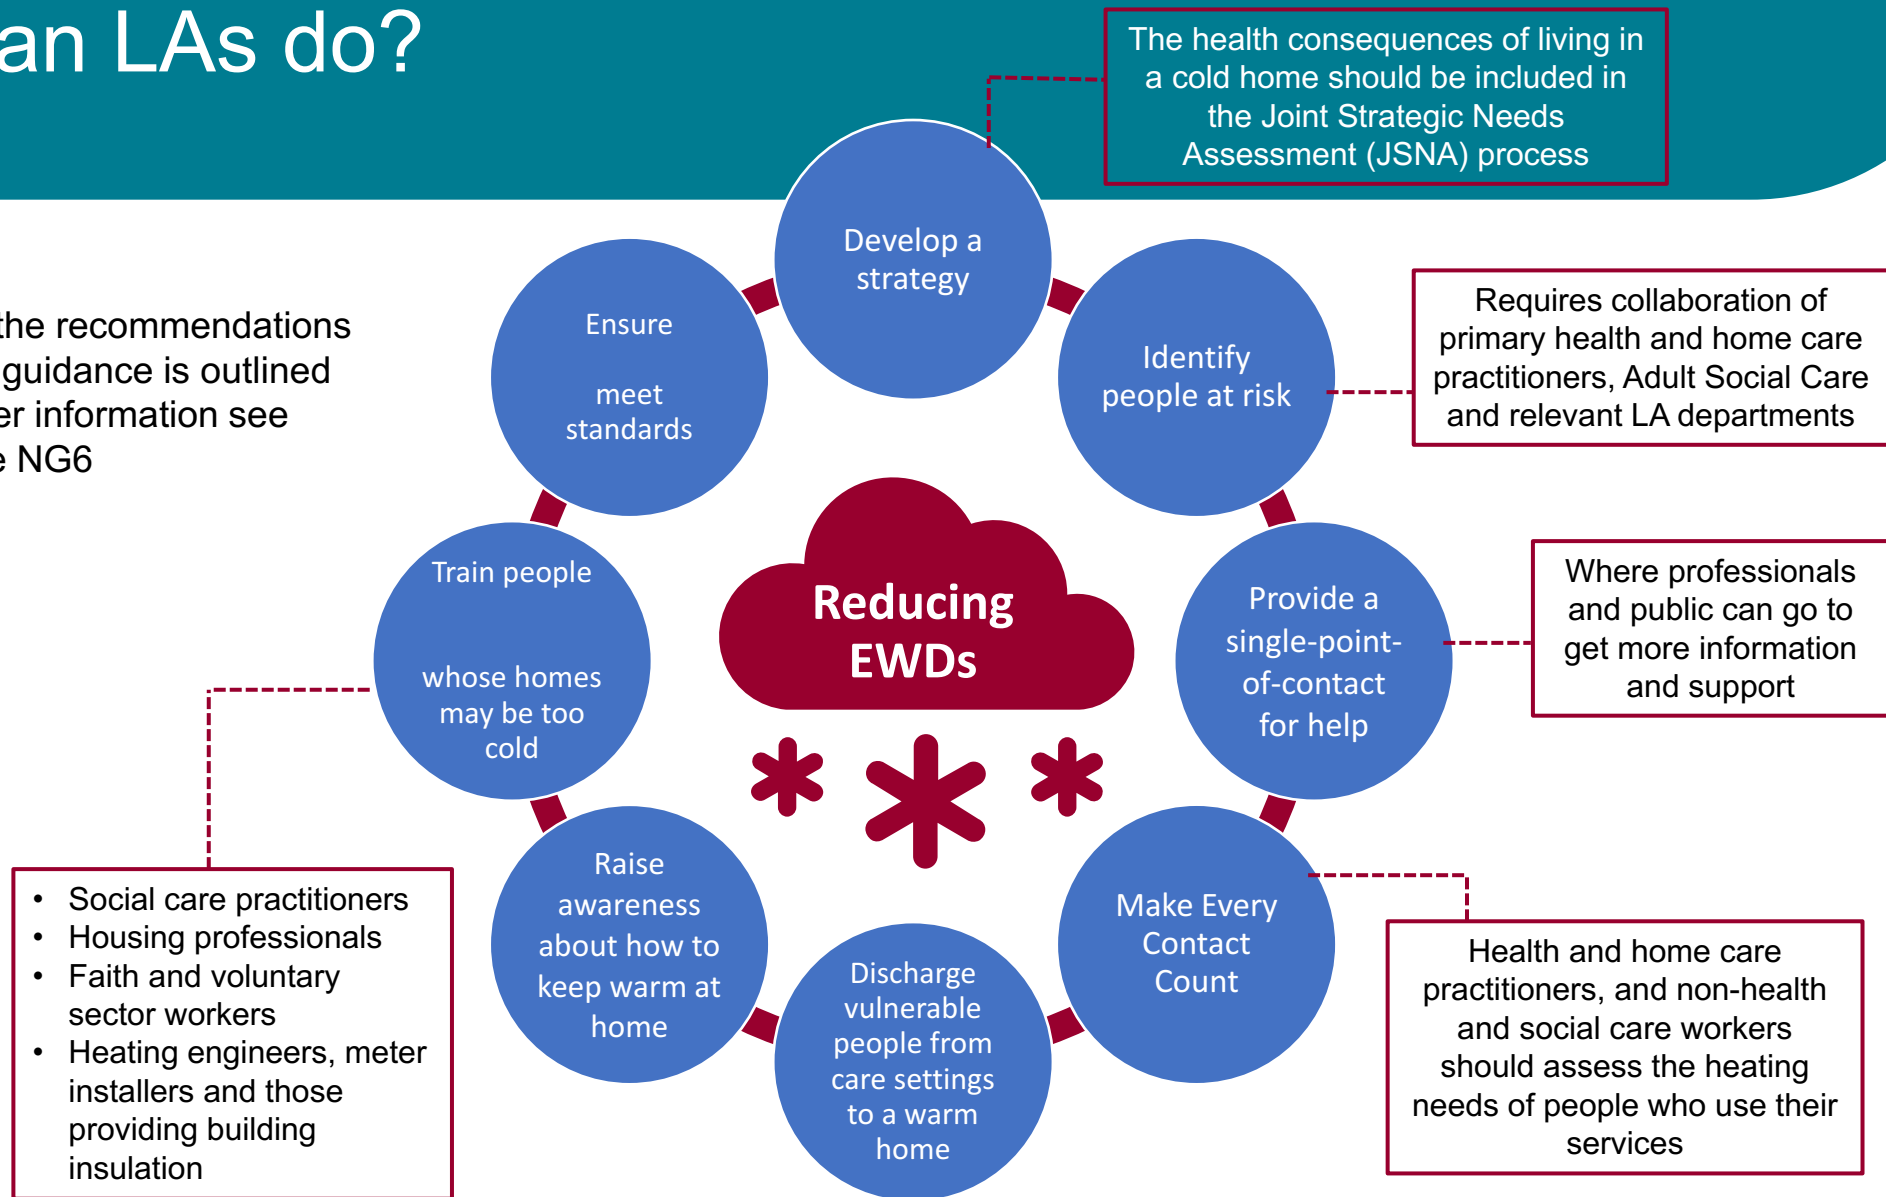 an LAs do?
The health consequences of living in
a cold home should be included in
the Joint Strategic Needs
Assessment (JSNA) process
the recommendations
guidance is outlined
er information see
e NG6
Develop a
strategy
Identify
people at risk
Requires collaboration of
primary health and home care
practitioners, Adult Social Care
and relevant LA departments
Provide a
single-point-
of-contact
for help
Where professionals
and public can go to
get more information
and support
Make Every
Contact
Count
Health and home care
practitioners, and non-health
and social care workers
should assess the heating
needs of people who use their
services
Discharge
vulnerable
people from
care settings
to a warm
home
Raise
awareness
about how to
keep warm at
home
Train people
whose homes
may be too
cold
• Social care practitioners
• Housing professionals
• Faith and voluntary
sector workers
• Heating engineers, meter
installers and those
providing building
insulation
Ensure
meet
standards
Reducing
EWDs